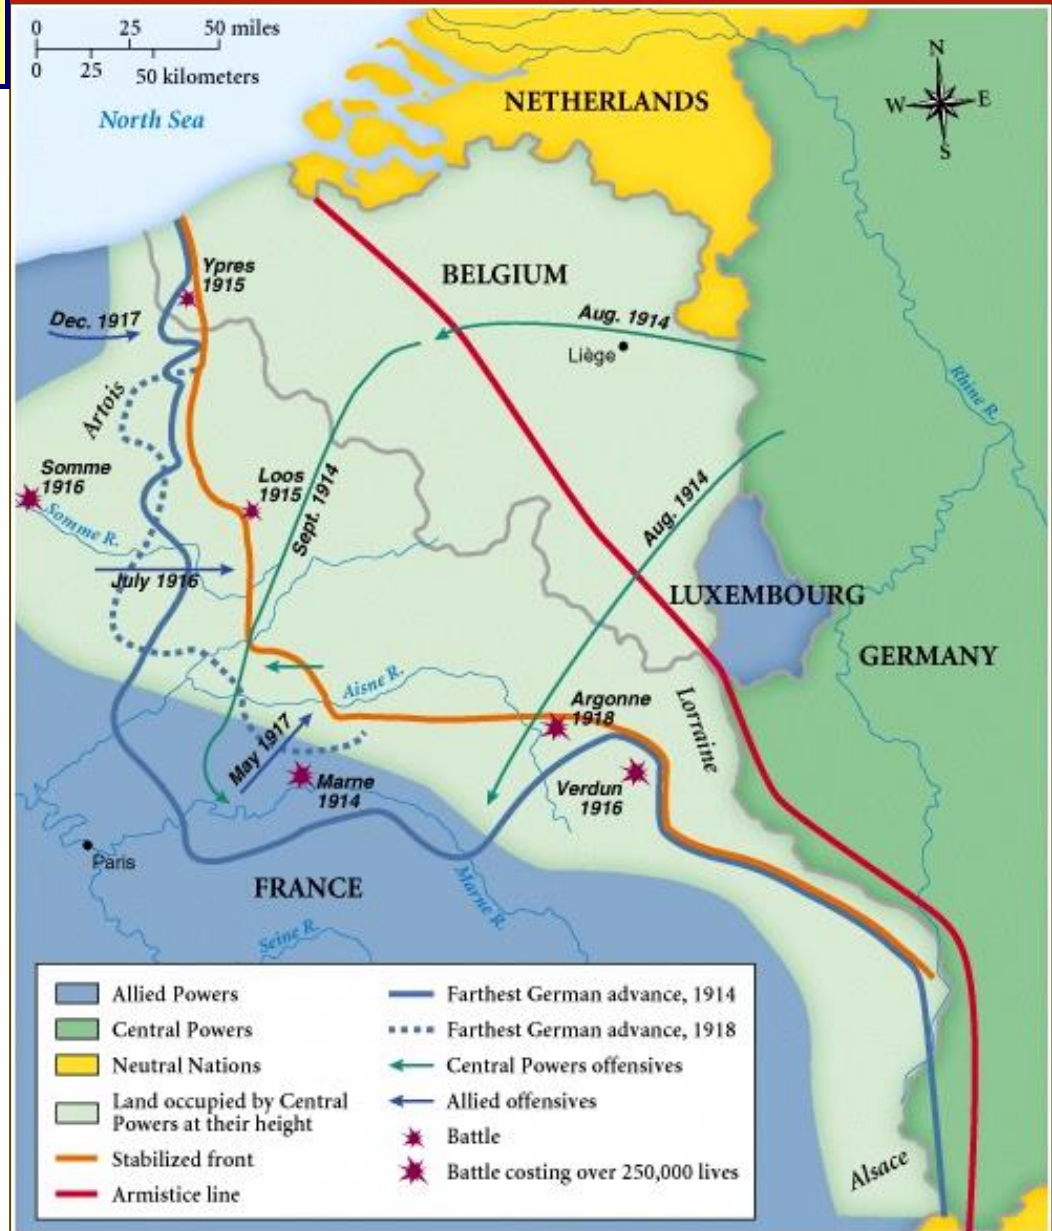 0 25 50 miles
0 25 50 kilometers
N
W E
S
North Sea
NETHERLANDS
BELGIUM
Ypres
1915
Dec. 1917
Aug. 1914
Liège
Rhine R.
Artois
Somme
1916
Somme R.
Loos
1915
Sept. 1914
Aug. 1914
July 1916
LUXEMBOURG
GERMANY
Aisne R.
Argonne
1918
Lorraine
May 1917
Marne
1914
Verdun
1916
Paris
FRANCE
Marne R.
Seine R.
Alsace
Allied Powers
Central Powers
Neutral Nations
Land occupied by Central
Powers at their height
Stabilized front
Armistice line
Farthest German advance, 1914
Farthest German advance, 1918
Central Powers offensives
Allied offensives
Battle
Battle costing over 250,000 lives